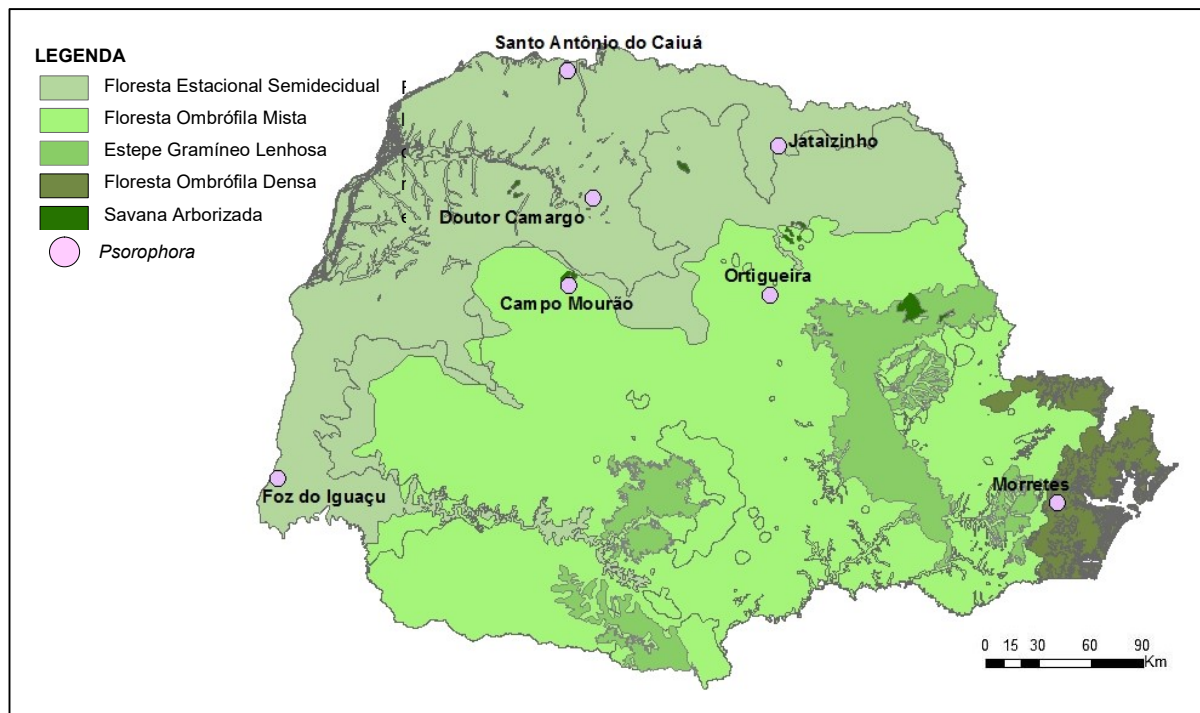 LEGENDA
Floresta Estacional Semidecidual
Floresta Ombrófila Mista
Estepe Gramíneo Lenhosa
Floresta Ombrófila Densa
Savana Arborizada
Psorophora
Santo Antônio do Caiuá
Jataizinho
Doutor Camargo
Ortigueira
Campo Mourão
Foz do Iguaçu
Morretes
0 15 30 60 90
Km